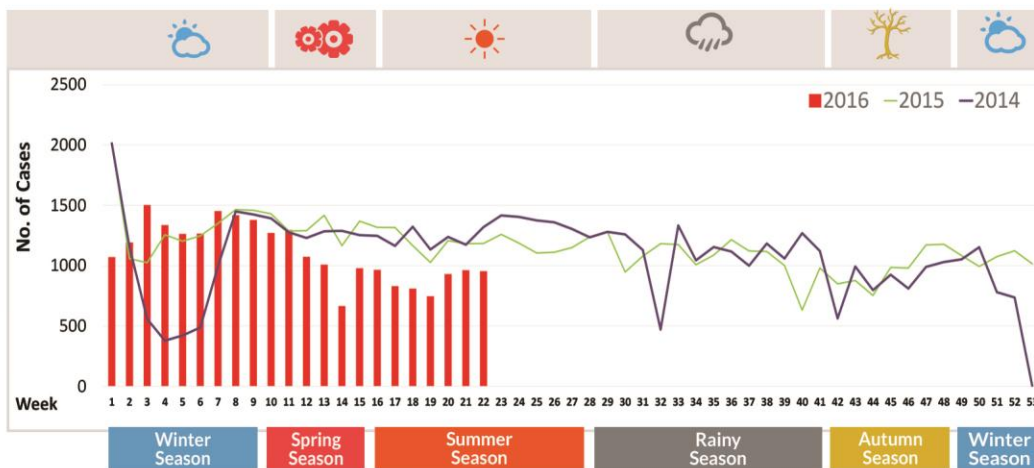 2500
2016 2015 2014
2000
1500
1000
500
0
No. of Cases
Week 1 2 3 4 5 6 7 8 9 10 11 12 13 14 15 16 17 18 19 20 21 22 23 24 25 26 27 28 29 30 31 32 33 34 35 36 37 38 39 40 41 42 43 44 45 46 47 48 49 50 51 52
Winter
Season
Spring
Season
Summer
Season
Rainy
Season
Autumn
Season
Winter
Season